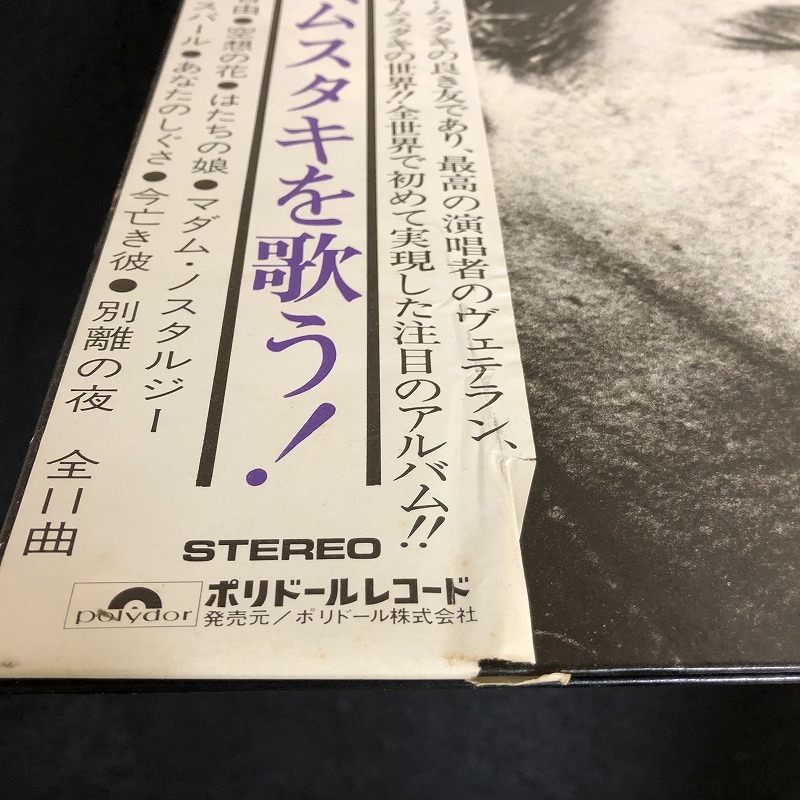 ムスタキの良き友であり、最高の演唱者のヴェテラン、
ムスタキの世界!!全世界で初めて実現した注目のアルバム!!
ムスタキを歌う!
由●空想の花●はたちの娘●マダム・ノスタルジー
スパール●あなたのしぐさ●今亡き彼●別離の夜
全11曲
STEREO
polydor
ポリドールレコード
発売元/ポリドール株式会社